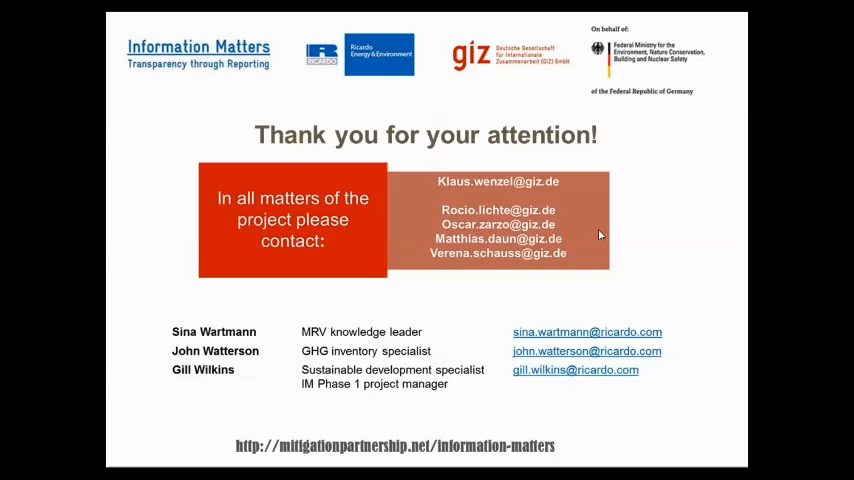 Information Matters
Transparency through Reporting
RICARDO
Ricardo
Energy & Environment
giz
Deutsche Gesellschaft
für Internationale
Zusammenarbeit (GIZ) GmbH
On behalf of:
Federal Ministry for the
Environment, Nature Conservation,
Building and Nuclear Safety
of the Federal Republic of Germany
Thank you for your attention!
In all matters of the
project please
contact:
Klaus.wenzel@giz.de
Rocio.lichte@giz.de
Oscar.zarzo@giz.de
Matthias.daun@giz.de
Verena.schauss@giz.de
Sina Wartmann MRV knowledge leader sina.wartmann@ricardo.com
John Watterson GHG inventory specialist john.watterson@ricardo.com
Gill Wilkins Sustainable development specialist gill.wilkins@ricardo.com
IM Phase 1 project manager
http://mitigationpartnership.net/information-matters